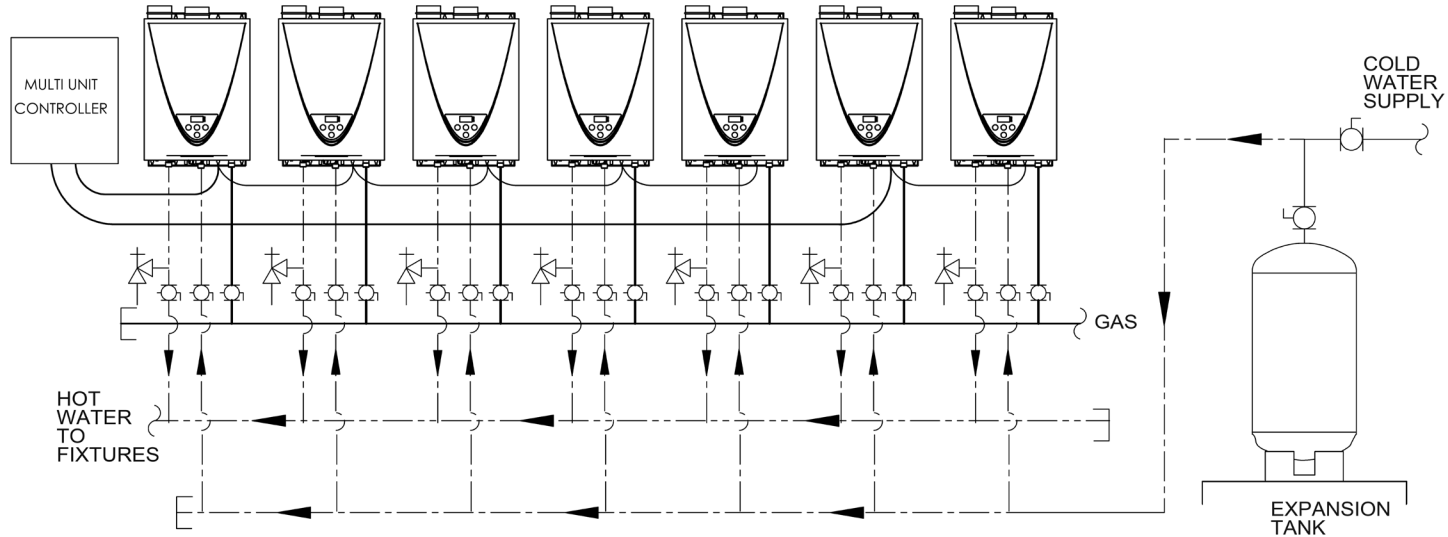 MULTI UNIT
CONTROLLER
COLD
WATER
SUPPLY
GAS
HOT
WATER
TO
FIXTURES
EXPANSION
TANK